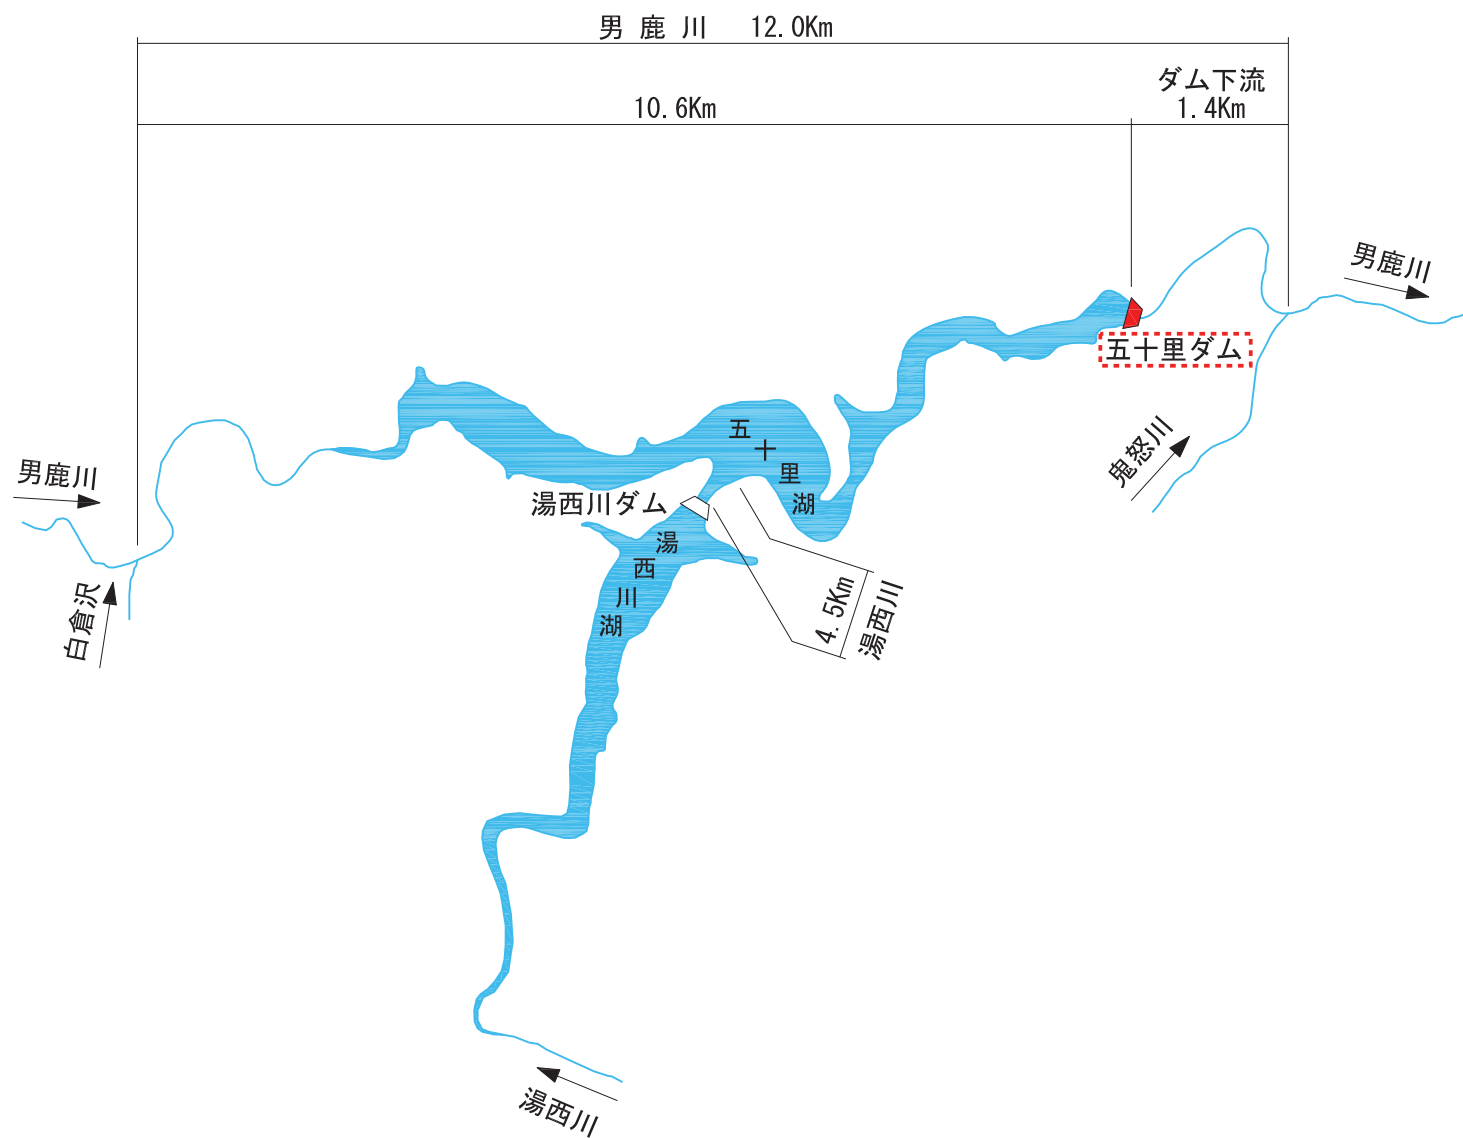 男鹿川 12.0Km
ダム下流
10.6Km
1.4Km
男鹿川
五十里ダム
五十里湖
鬼怒川
男鹿川
湯西川ダム
湯西川湖
4.5Km
湯西川
白倉沢
湯西川